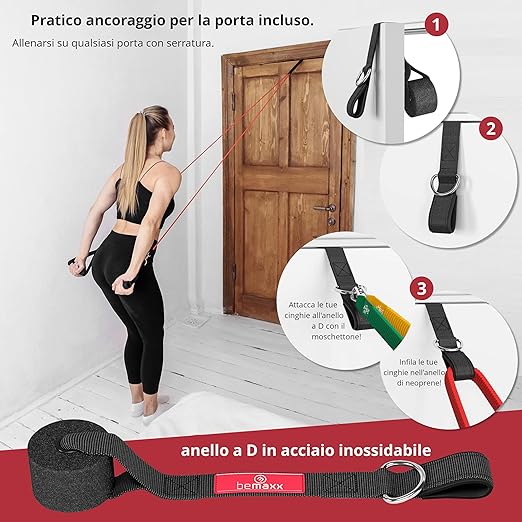 Pratico ancoraggio per la porta incluso.
Allenarsi su qualsiasi porta con serratura.
1
2
Attacca le tue
cinghie all'anello
a D con il
moschettone!
3
Infila le tue
cinghie nell'anello
di neoprene!
anello a D in acciaio inossidabile
bemaxx